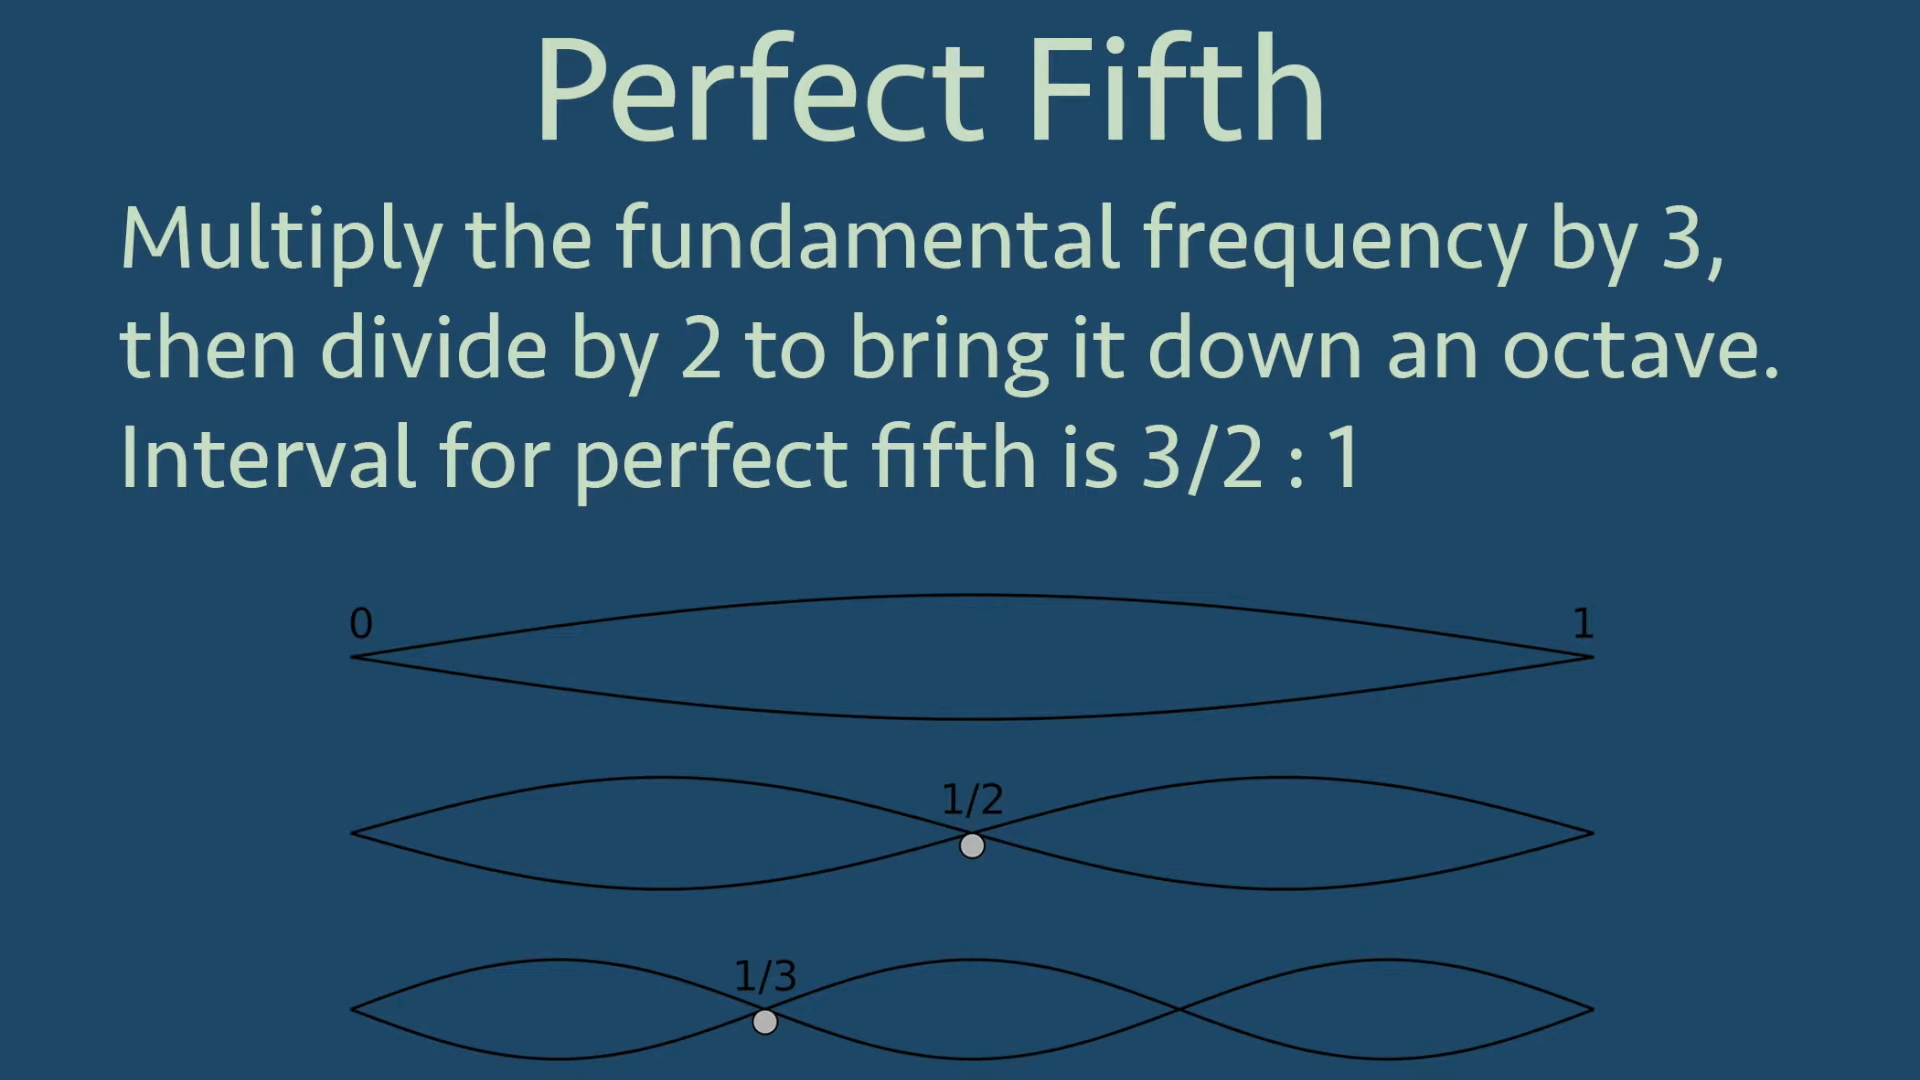 Perfect Fifth
Multiply the fundamental frequency by 3,
then divide by 2 to bring it down an octave.
Interval for perfect fifth is 3/2 : 1
0 1
1/2
1/3